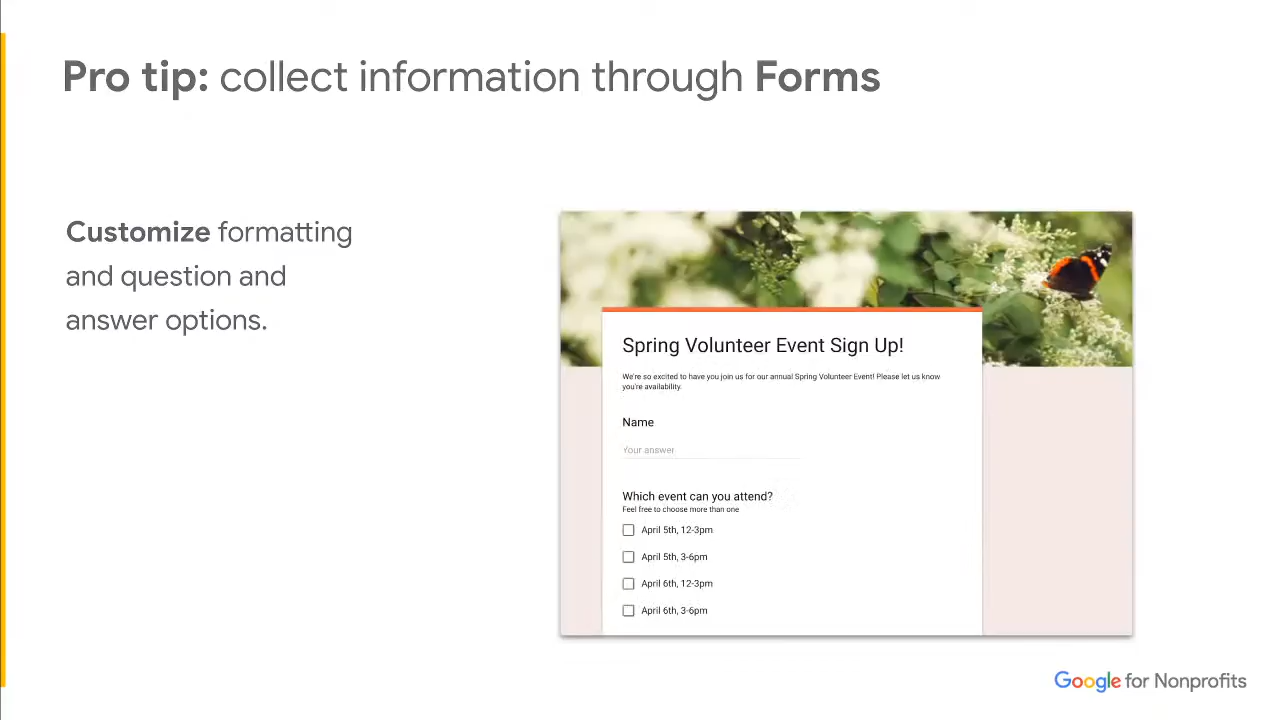 Pro tip: collect information through Forms
Customize formatting
and question and
answer options.
Spring Volunteer Event Sign Up!
We're so excited to have you join us for our annual Spring Volunteer Event! Please let us know
you're availability.
Name
Your answer
Which event can you attend?
Feel free to choose more than one
April 5th, 12-3pm
April 5th, 3-6pm
April 6th, 12-3pm
April 6th, 3-6pm
Google for Nonprofits